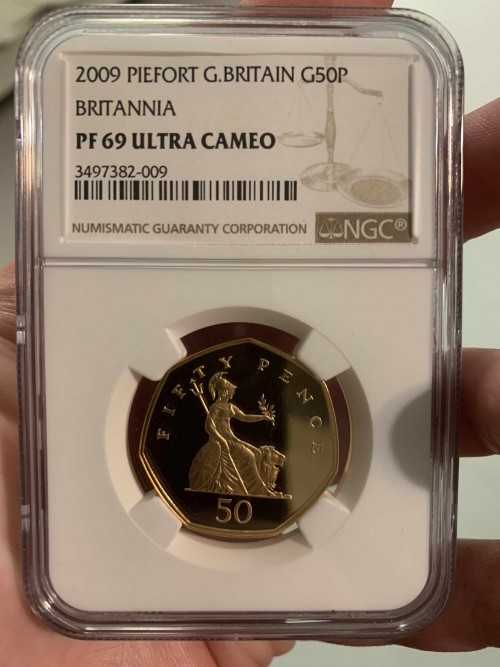 2009 PIEFORT G.BRITAIN G50P
BRITANNIA
PF 69 ULTRA CAMEO
3497382-009
NUMISMATIC GUARANTY CORPORATION
NGC®
FIFTY PENCE
50